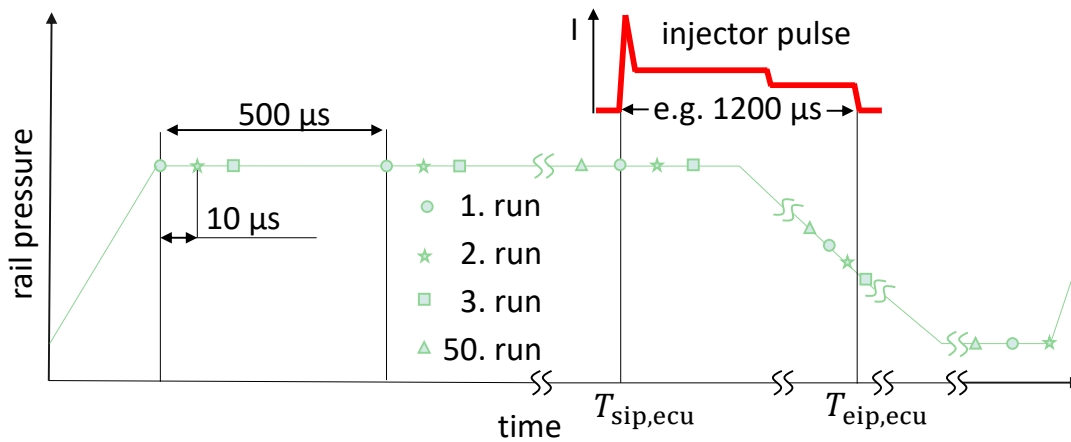 I
injector pulse
500 µs
e.g. 1200 µs
rail pressure
10 µs
1. run
2. run
3. run
50. run
T_sip,ecu
T_eip,ecu
time